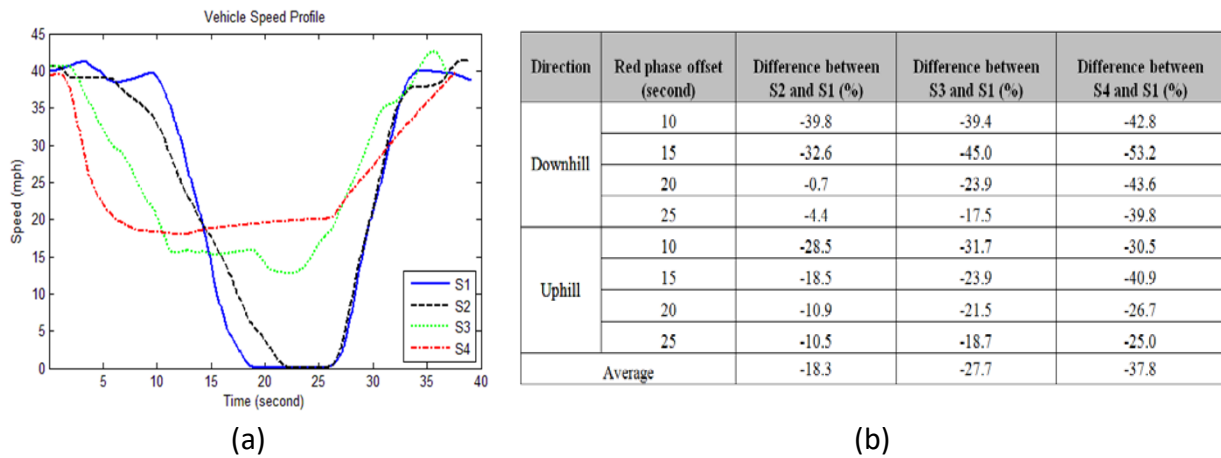 Vehicle Speed Profile
45
40
35
30
25
20
15
10
5
0
Speed (mph)
5 10 15 20 25 30 35 40
Time (second)
S1
S2
S3
S4
(a)
Direction Red phase offset (second) Difference between S2 and S1 (%) Difference between S3 and S1 (%) Difference between S4 and S1 (%)
Downhill
10 -39.8 -39.4 -42.8
15 -32.6 -45.0 -53.2
20 -0.7 -23.9 -43.6
25 -4.4 -17.5 -39.8
Uphill
10 -28.5 -31.7 -30.5
15 -18.5 -23.9 -40.9
20 -10.9 -21.5 -26.7
25 -10.5 -18.7 -25.0
Average -18.3 -27.7 -37.8
(b)